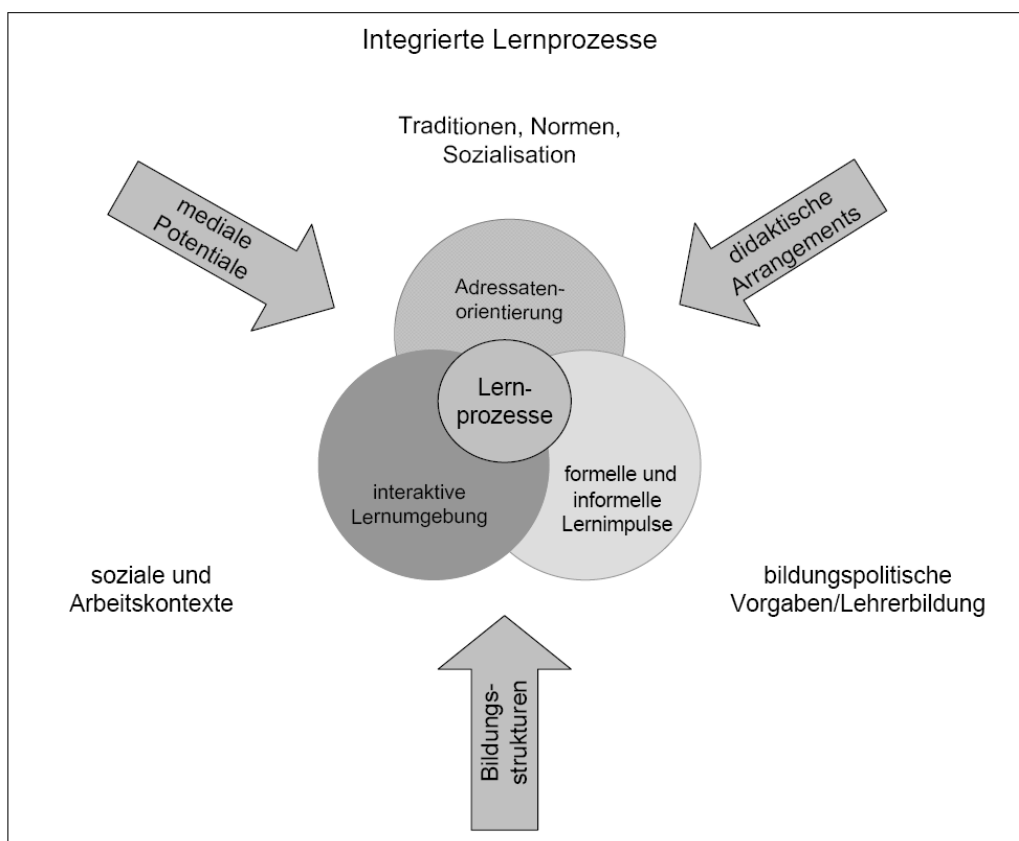 Integrierte Lernprozesse
Traditionen, Normen,
Sozialisation
mediale
Potentiale
didaktische
Arrangements
Adressaten-
orientierung
Lern-
prozesse
interaktive
Lernumgebung
formelle und
informelle
Lernimpulse
soziale und
Arbeitskontexte
bildungspolitische
Vorgaben/Lehrerbildung
Bildungs-
strukturen